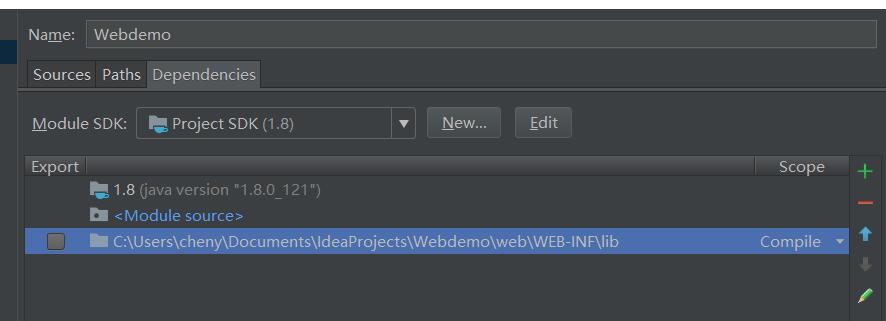 Name: Webdemo
Sources Paths Dependencies
Module SDK: Project SDK (1.8) New... Edit
Export Scope
1.8 (java version "1.8.0_121")
<Module source>
C:\Users\cheny\Documents\IdeaProjects\Webdemo\web\WEB-INF\lib Compile